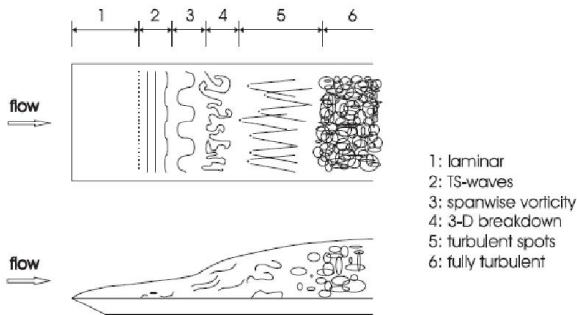 1 2 3 4 5 6
flow
1: laminar
2: TS-waves
3: spanwise vorticity
4: 3-D breakdown
5: turbulent spots
6: fully turbulent
flow